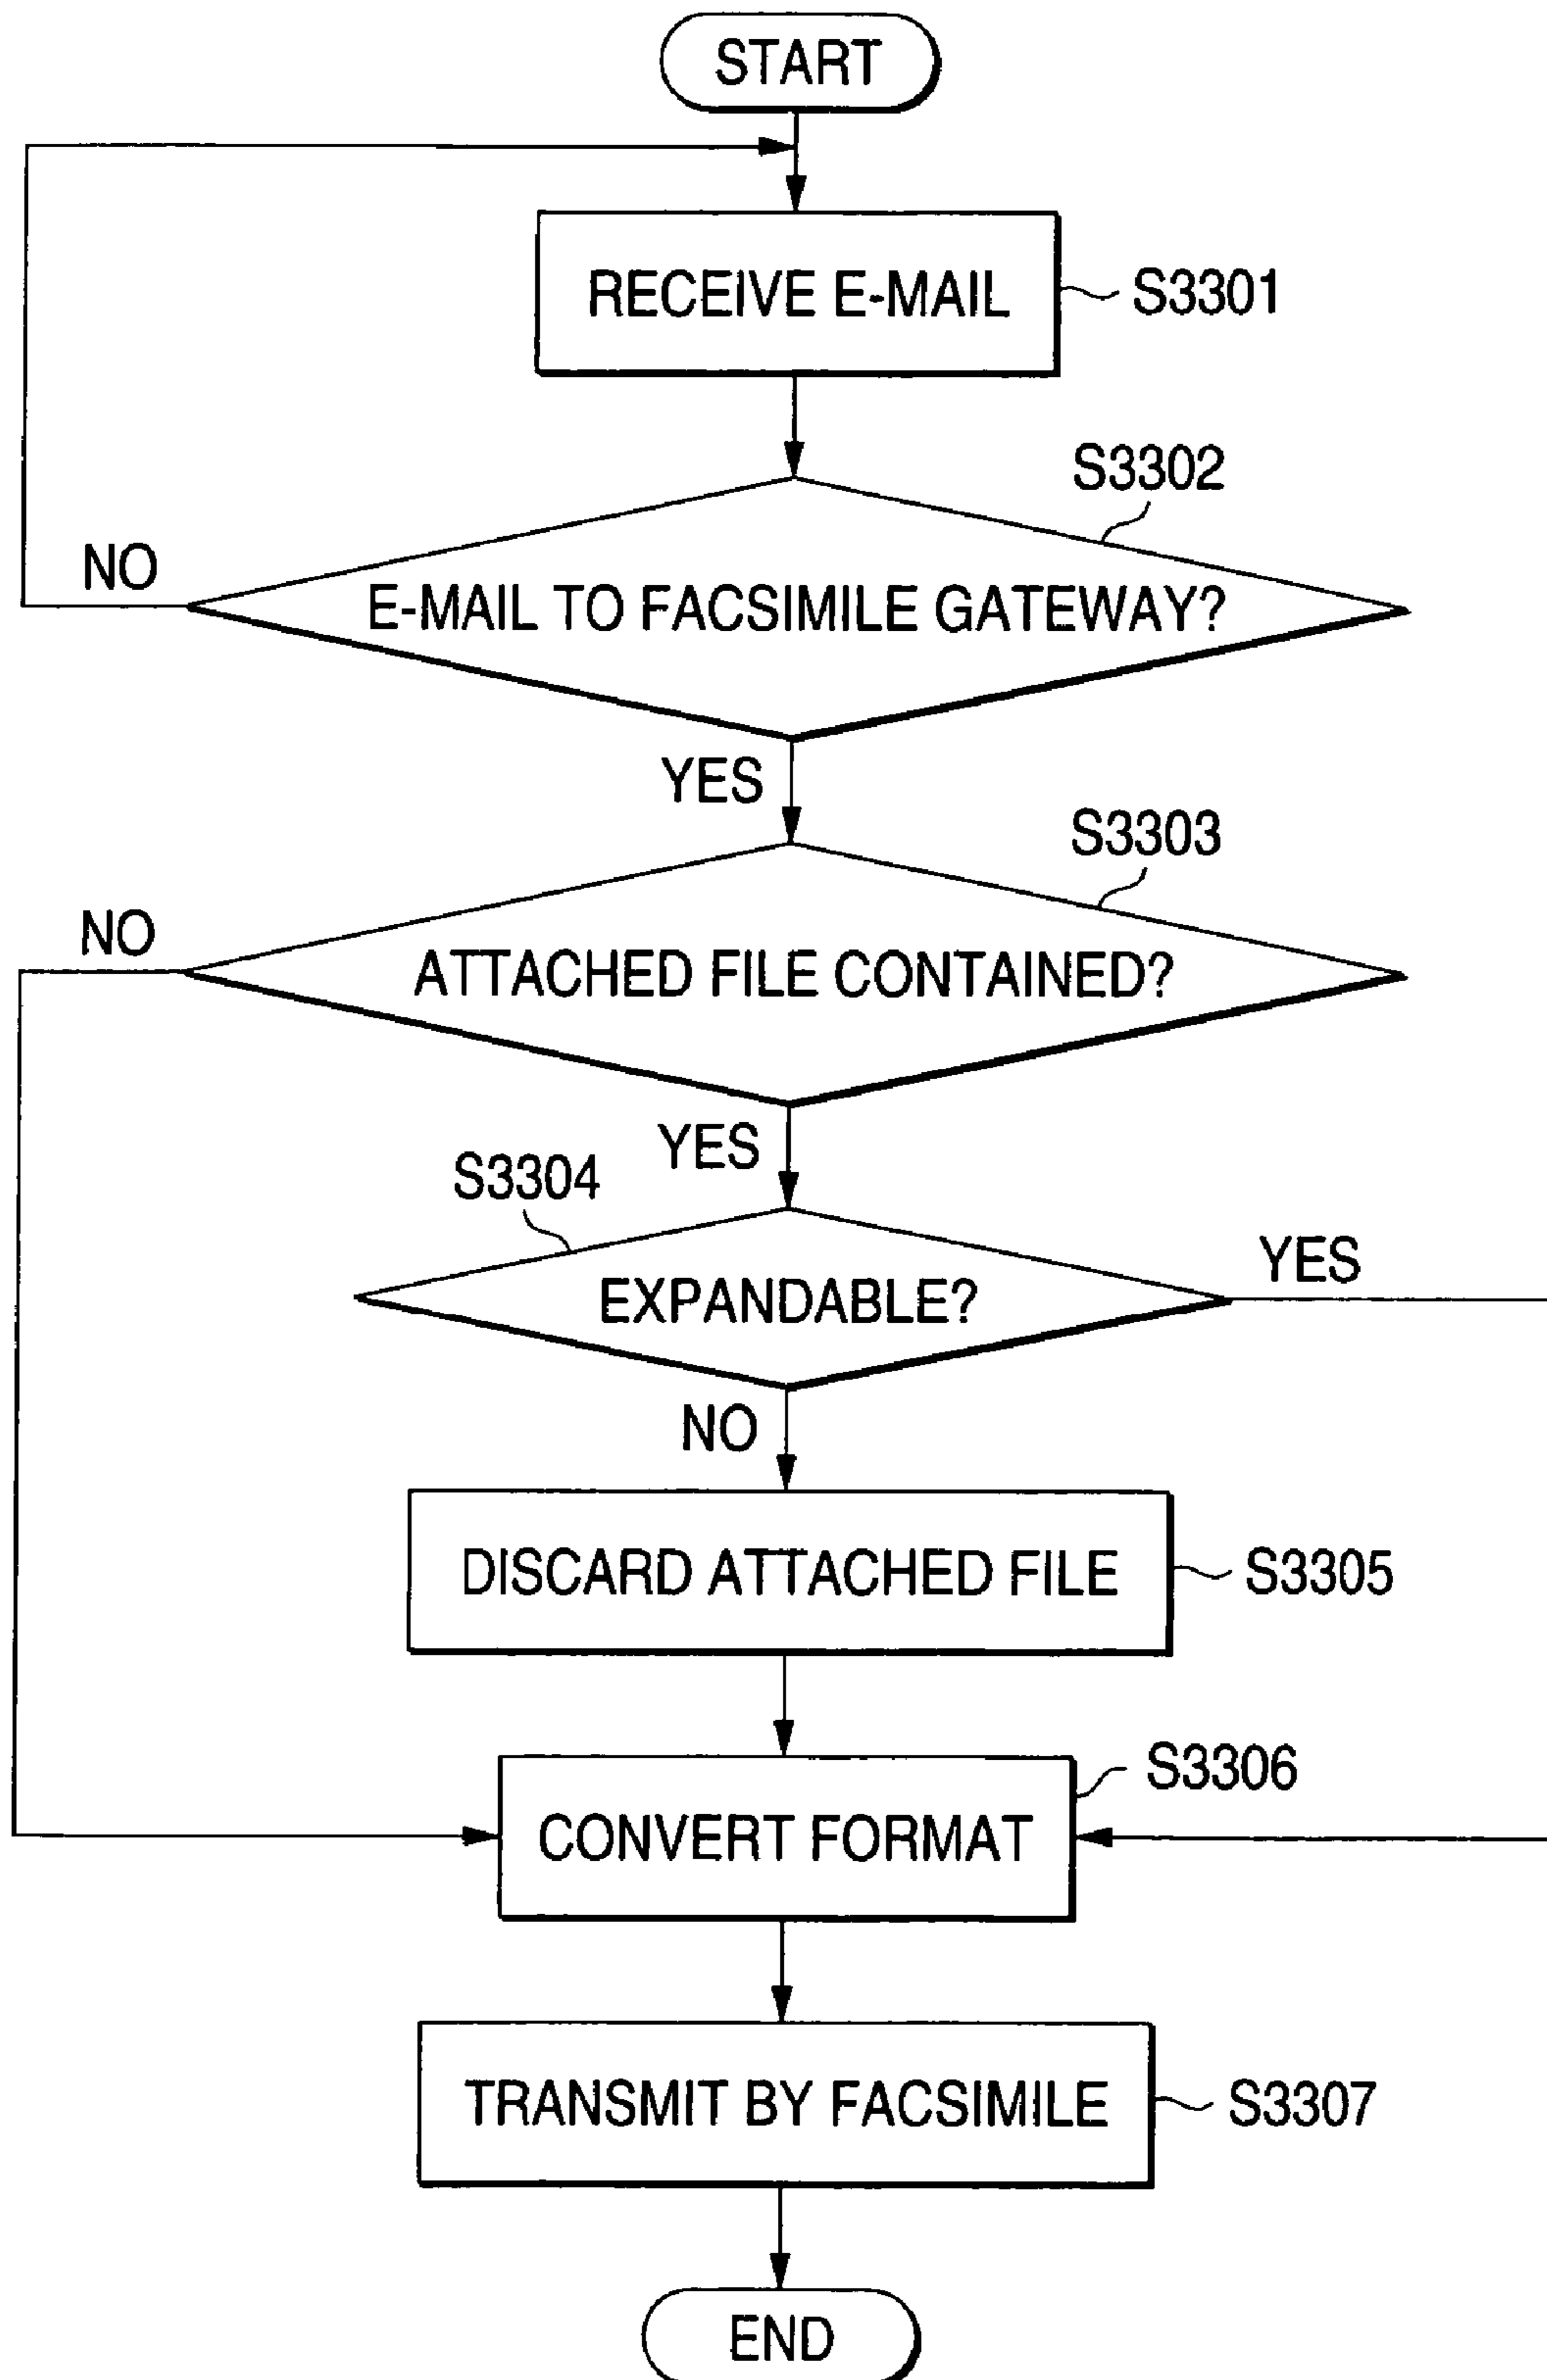 START
RECEIVE E-MAIL
S3301
S3302
E-MAIL TO FACSIMILE GATEWAY?
NO
YES
S3303
ATTACHED FILE CONTAINED?
NO
YES
S3304
EXPANDABLE?
YES
NO
DISCARD ATTACHED FILE
S3305
S3306
CONVERT FORMAT
TRANSMIT BY FACSIMILE
S3307
END